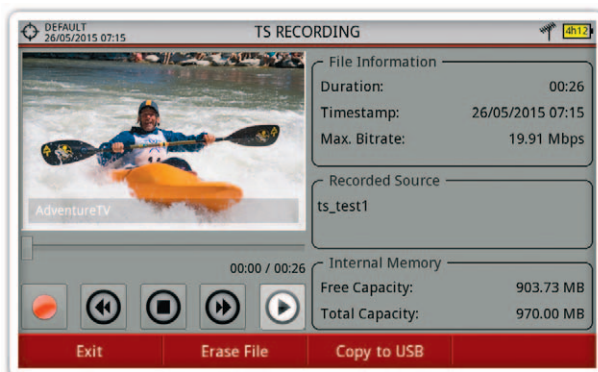 DEFAULT
26/05/2015 07:15
TS RECORDING
4h12
AdventureTV
00:00 / 00:26
File Information
Duration: 00:26
Timestamp: 26/05/2015 07:15
Max. Bitrate: 19.91 Mbps
Recorded Source
ts_test1
Internal Memory
Free Capacity: 903.73 MB
Total Capacity: 970.00 MB
Exit Erase File Copy to USB